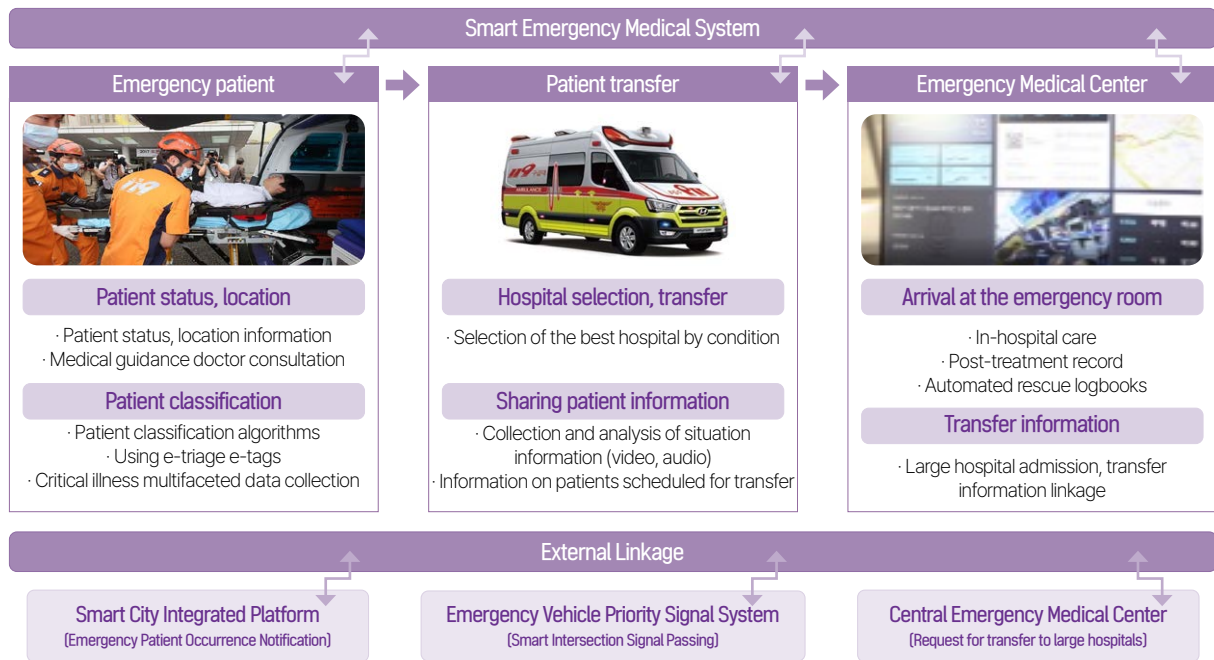 Smart Emergency Medical System
Emergency patient
119
Patient status, location
· Patient status, location information
· Medical guidance doctor consultation
Patient classification
· Patient classification algorithms
· Using e-triage e-tags
· Critical illness multifaceted data collection
Patient transfer
119
AMBULANCE
Hospital selection, transfer
· Selection of the best hospital by condition
Sharing patient information
· Collection and analysis of situation
information (video, audio)
· Information on patients scheduled for transfer
Emergency Medical Center
Arrival at the emergency room
· In-hospital care
· Post-treatment record
· Automated rescue logbooks
Transfer information
· Large hospital admission, transfer
information linkage
External Linkage
Smart City Integrated Platform
(Emergency Patient Occurrence Notification)
Emergency Vehicle Priority Signal System
(Smart Intersection Signal Passing)
Central Emergency Medical Center
(Request for transfer to large hospitals)